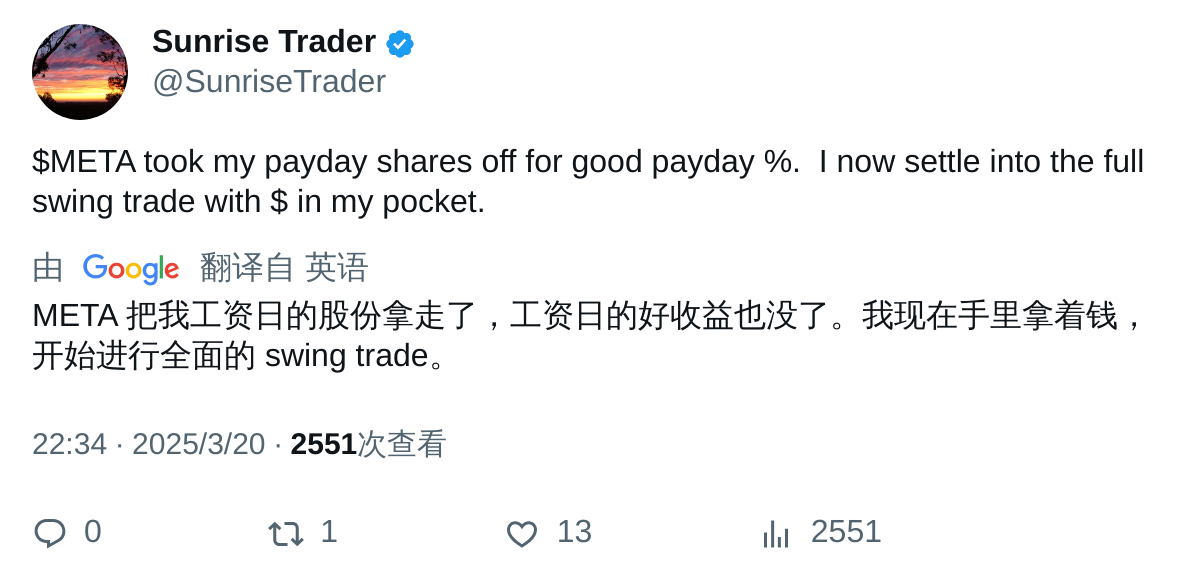 Sunrise Trader
@SunriseTrader
$META took my payday shares off for good payday %.  I now settle into the full
swing trade with $ in my pocket.
由 Google 翻译自 英语
META 把我工资日的股份拿走了，工资日的好收益也没了。我现在手里拿着钱，
开始进行全面的 swing trade。
22:34 · 2025/3/20 · 2551次查看
0 1 13 2551